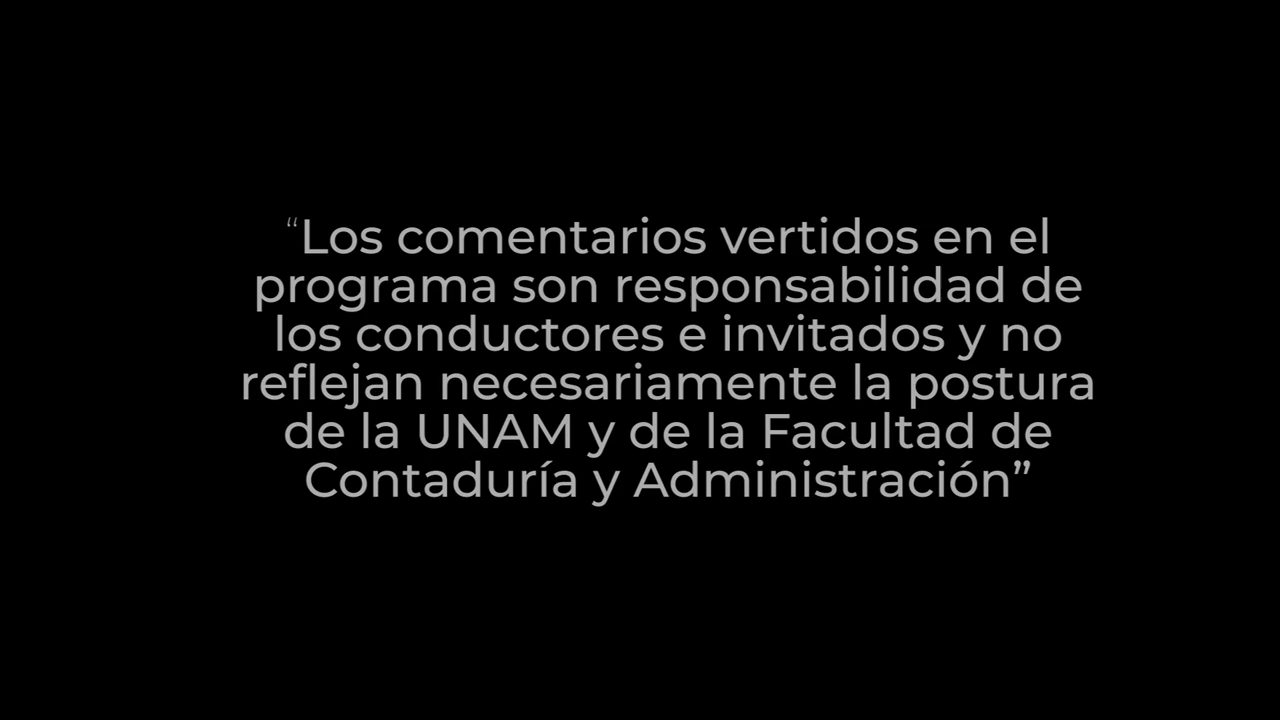 “Los comentarios vertidos en el
programa son responsabilidad de
los conductores e invitados y no
reflejan necesariamente la postura
de la UNAM y de la Facultad de
Contaduría y Administración”